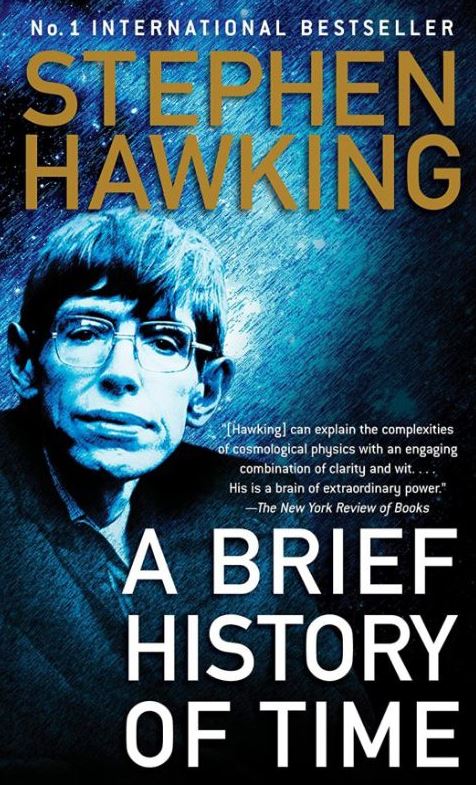 No. 1 INTERNATIONAL BESTSELLER
STEPHEN
HAWKING
"[Hawking] can explain the complexities
of cosmological physics with an engaging
combination of clarity and wit. . . .
His is a brain of extraordinary power."
—The New York Review of Books
A BRIEF
HISTORY
OF TIME